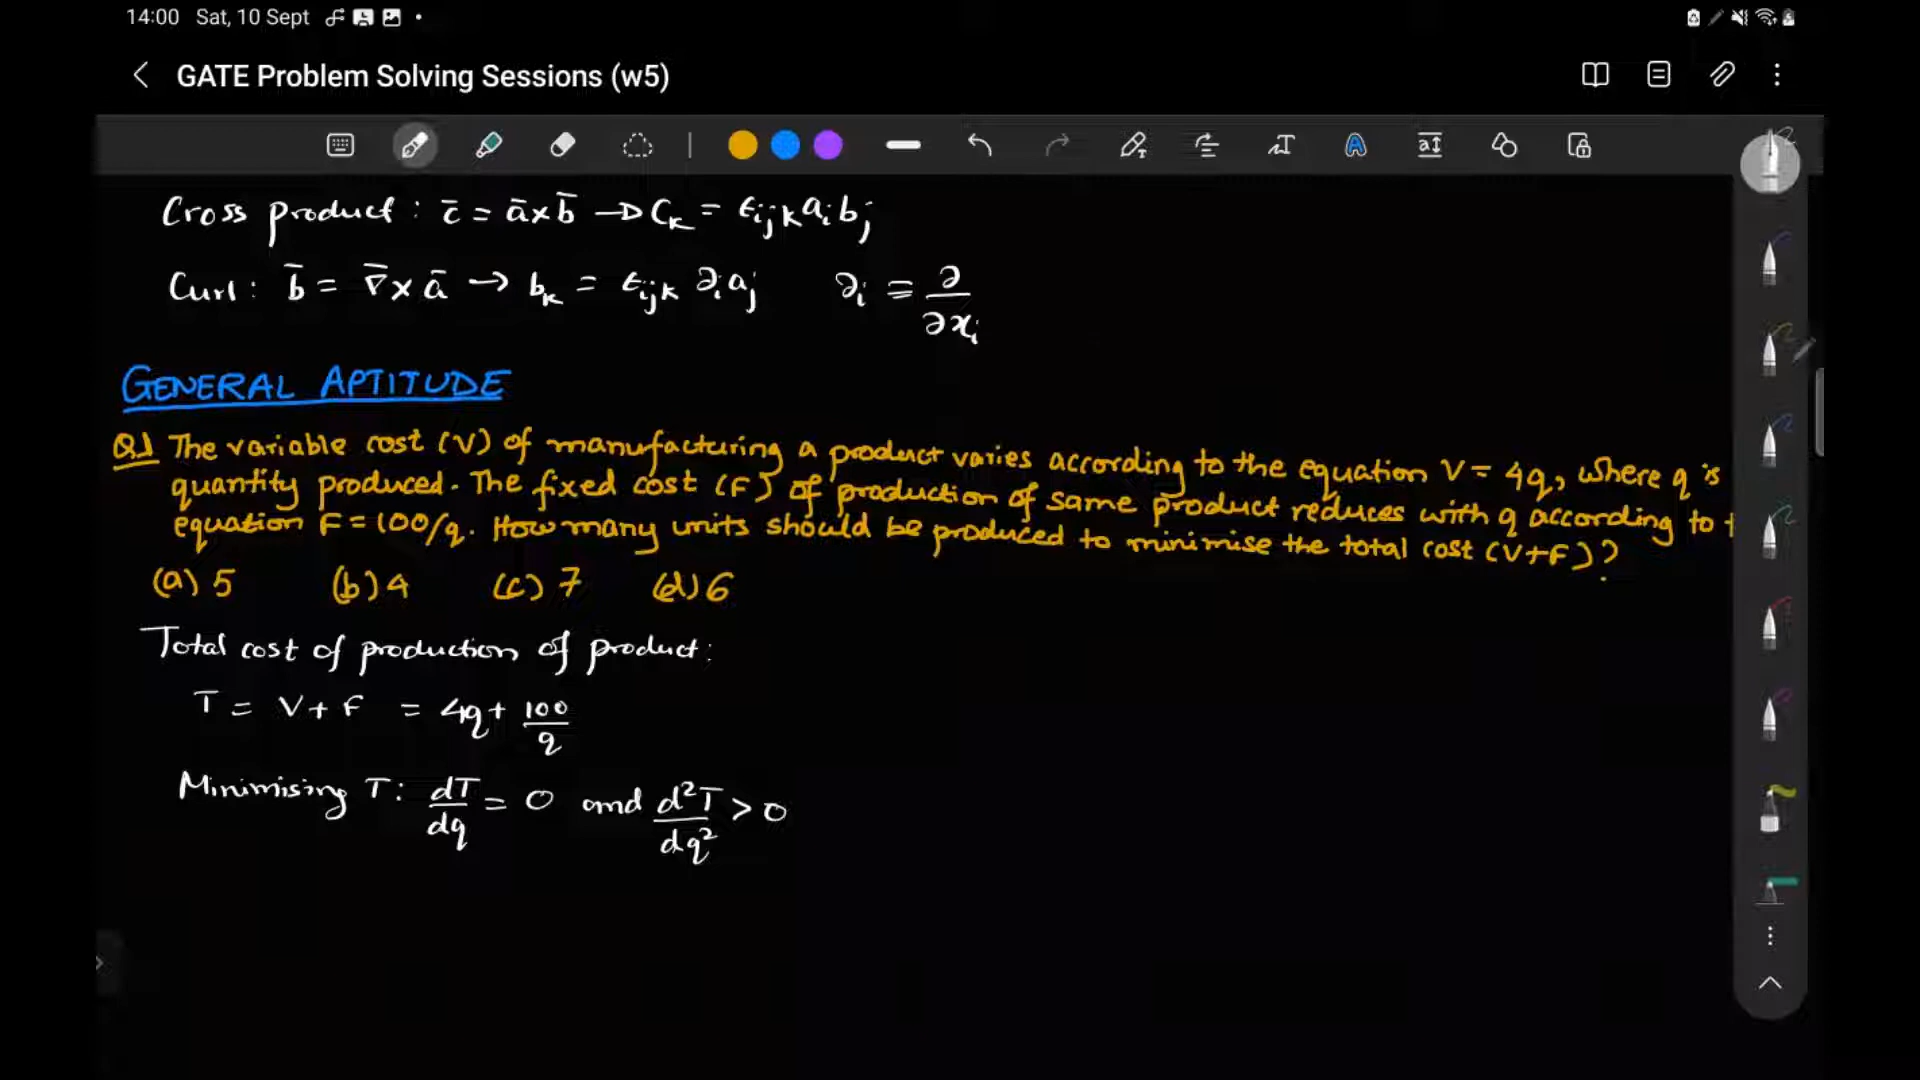 14:00 Sat, 10 Sept
GATE Problem Solving Sessions (w5)
Cross product : c̄ = ā×b̄ → Cₖ = ϵᵢⱼₖ aᵢ bⱼ
Curl : b̄ = ∇̄ × ā → bₖ = ϵᵢⱼₖ ∂ᵢ aⱼ ∂ᵢ ≡ ∂/∂xᵢ
GENERAL APTITUDE
Q1 The variable cost (V) of manufacturing a product varies according to the equation V = 4q, where q is
quantity produced. The fixed cost (F) of production of same product reduces with q according to
equation F = 100/q. How many units should be produced to minimise the total cost (V+F)?
(a) 5 (b) 4 (c) 7 (d) 6
Total cost of production of product:
T = V + F = 4q + 100/q
Minimising T: dT/dq = 0 and d²T/dq² > 0